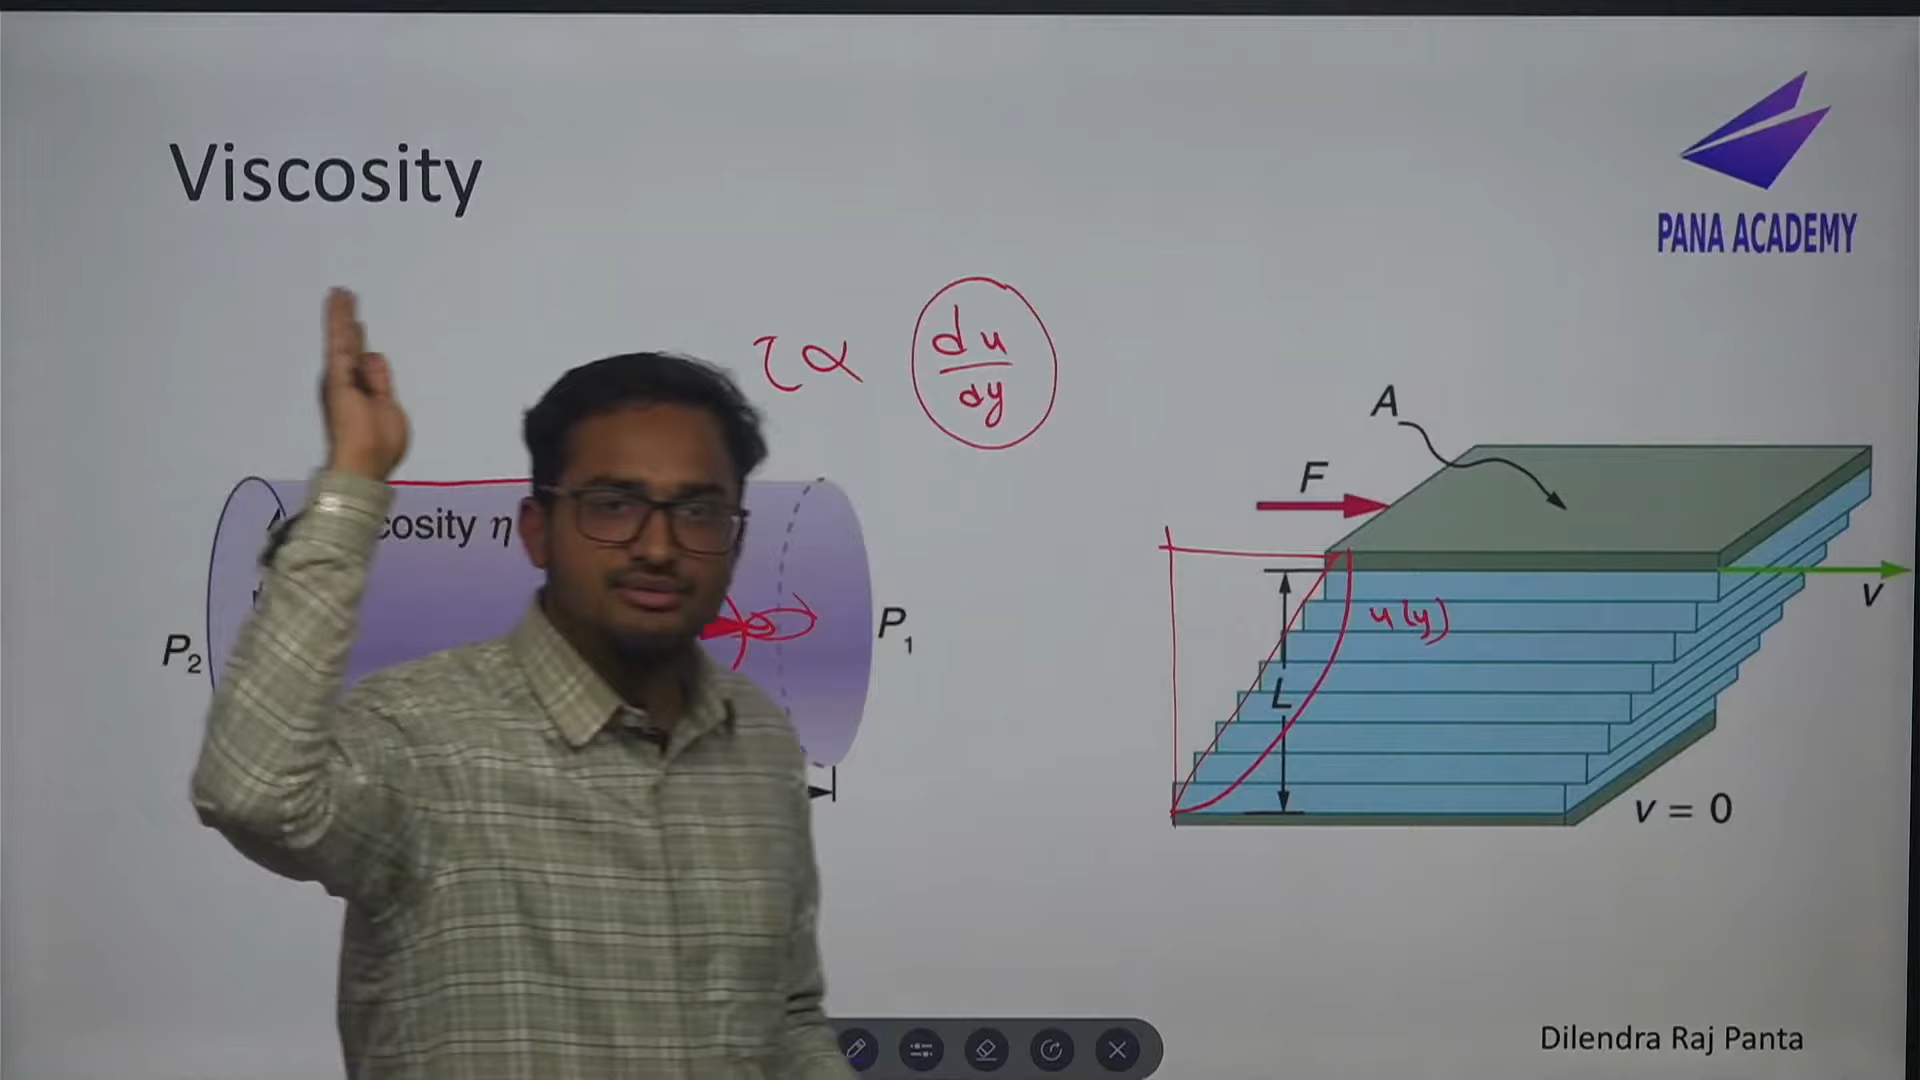 Viscosity
PANA ACADEMY
τ ∝ du/dy
A
F
cosity η
P₂
P₁
u(y)
v
L
v = 0
Dilendra Raj Panta